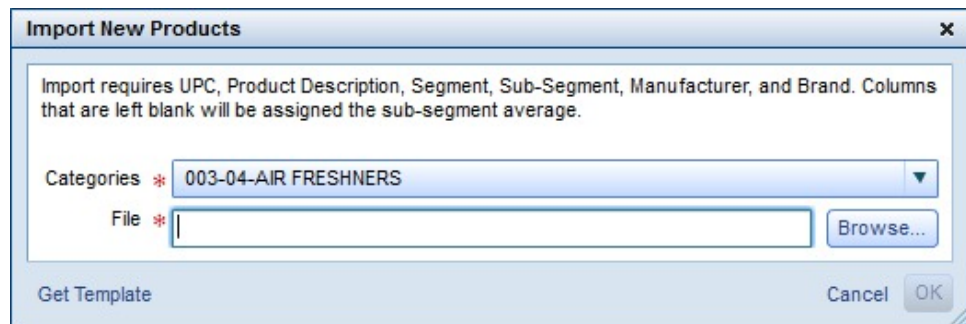 Import New Products
Import requires UPC, Product Description, Segment, Sub-Segment, Manufacturer, and Brand. Columns
that are left blank will be assigned the sub-segment average.
Categories * 003-04-AIR FRESHNERS
File * Browse...
Get Template Cancel OK